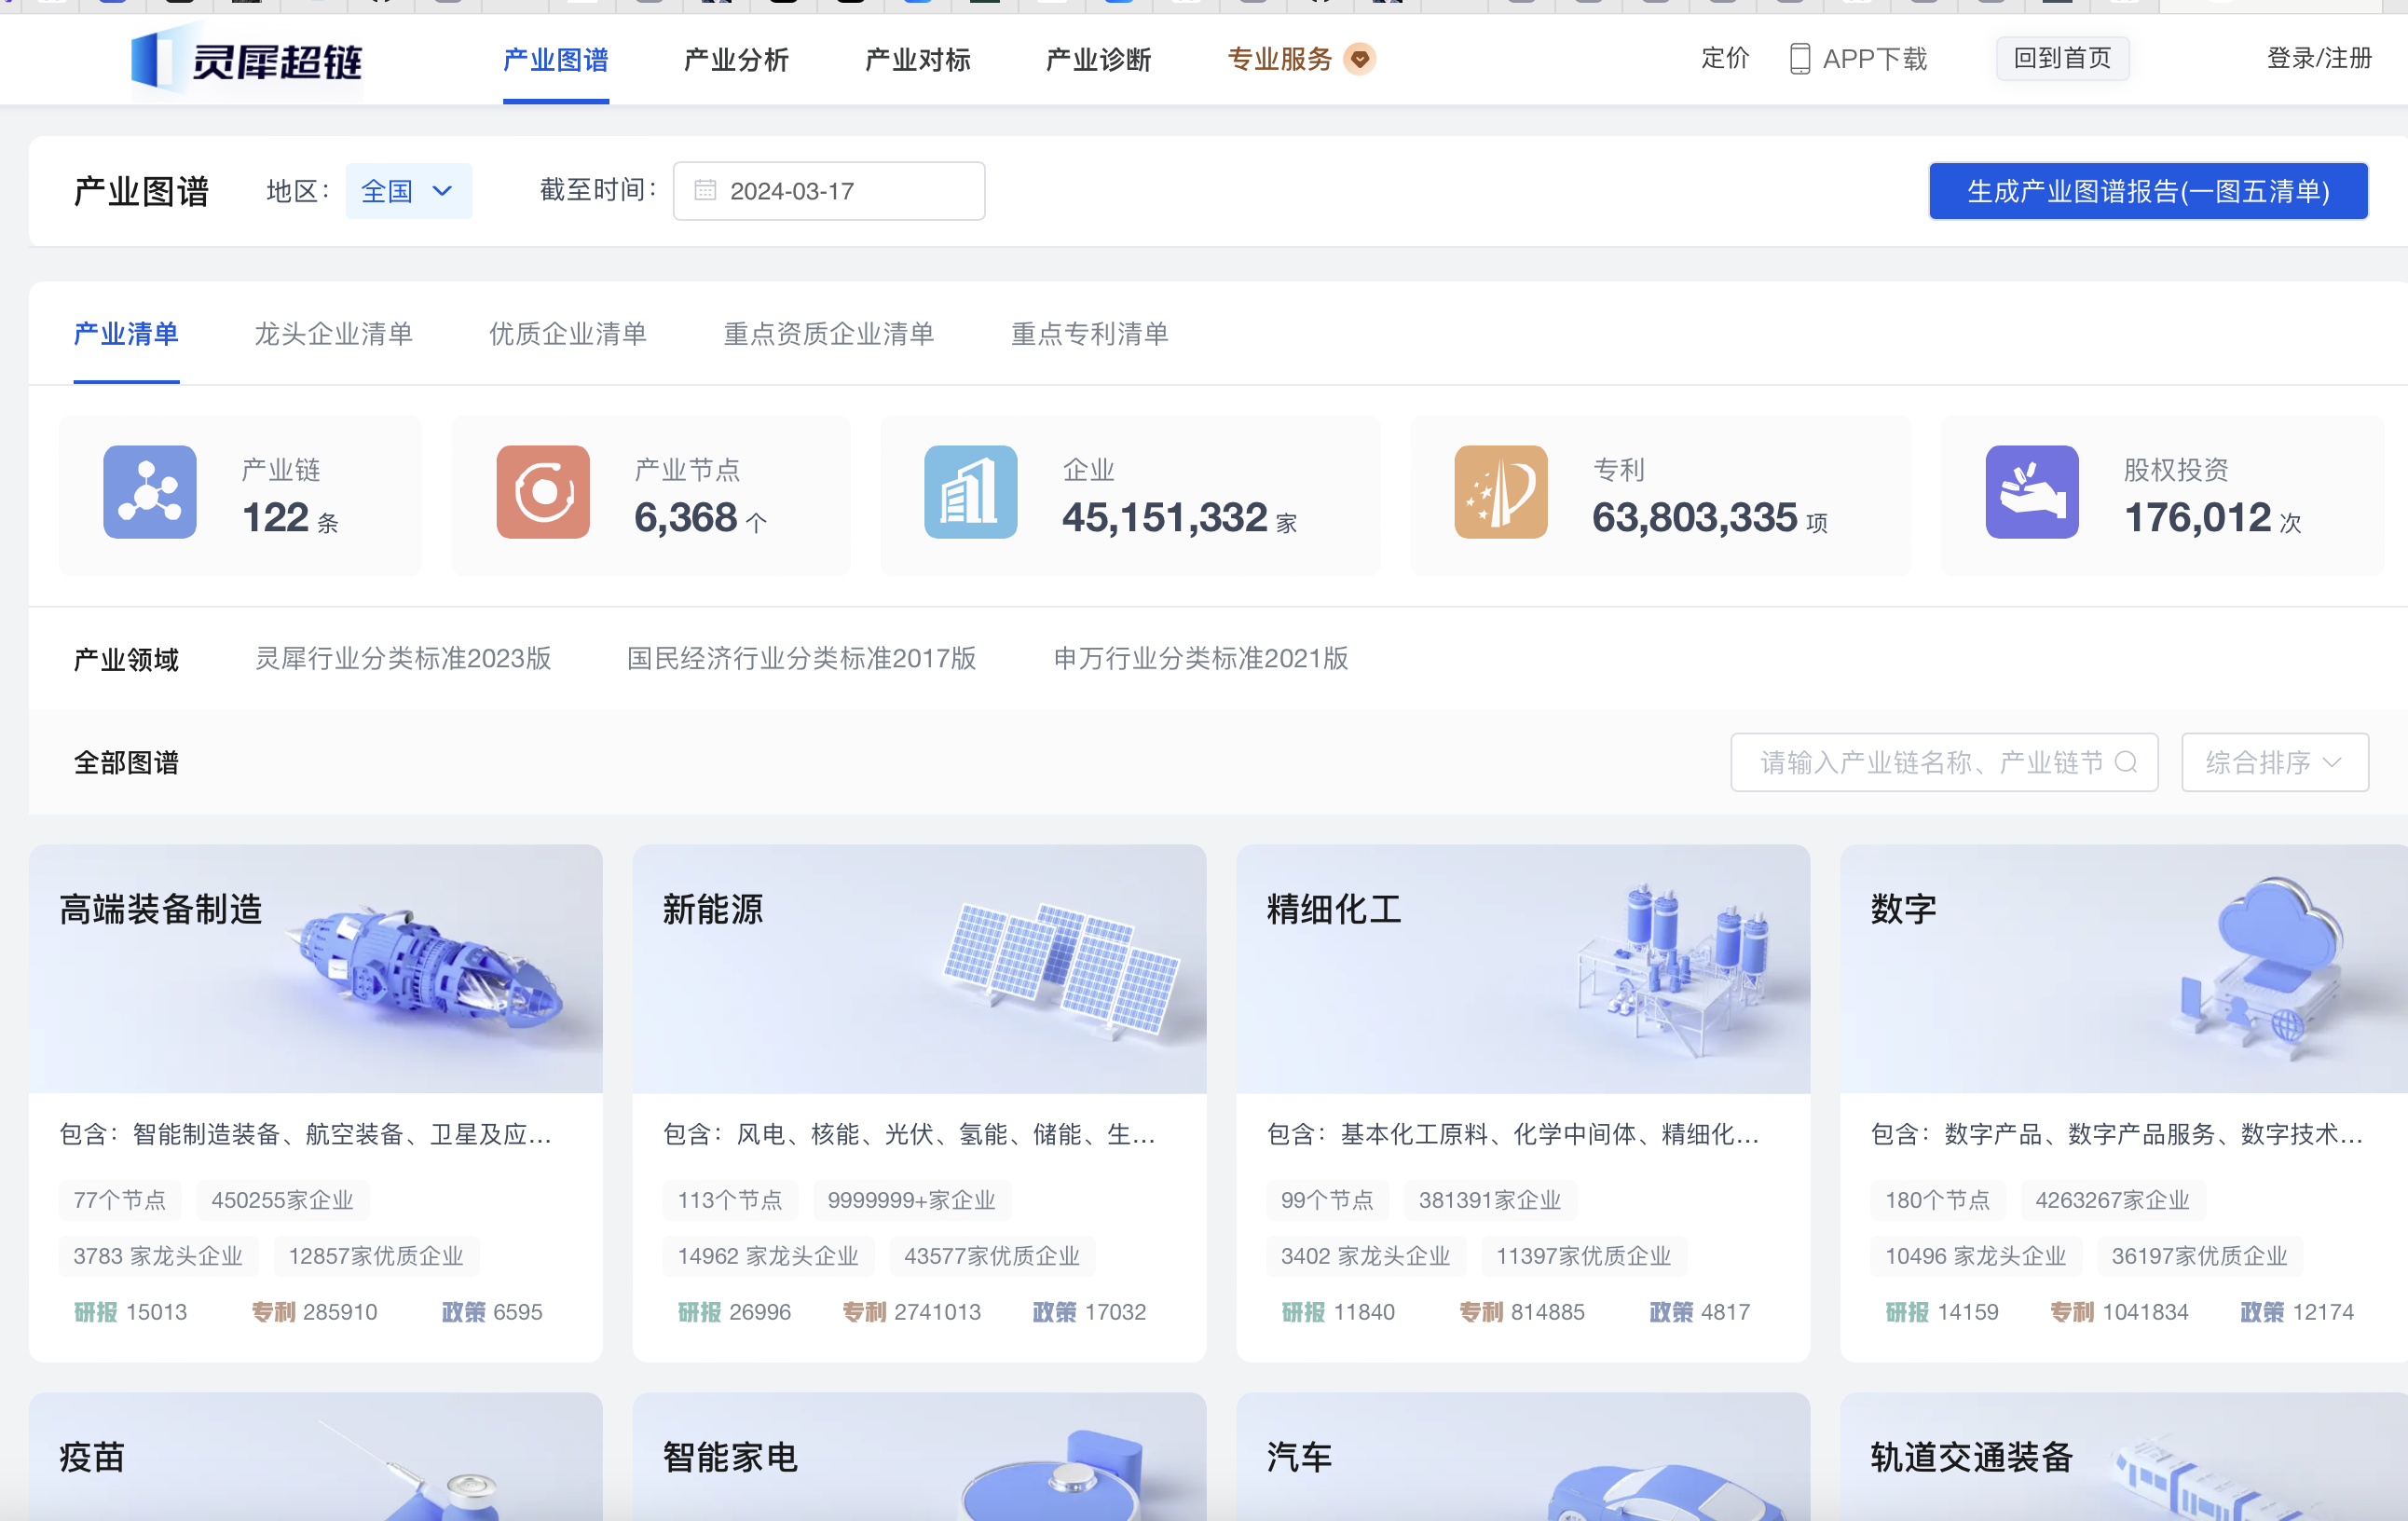 灵犀超链 产业图谱 产业分析 产业对标 产业诊断 专业服务 定价 APP下载 回到首页 登录/注册
产业图谱 地区: 全国 截至时间: 2024-03-17 生成产业图谱报告(一图五清单)
产业清单 龙头企业清单 优质企业清单 重点资质企业清单 重点专利清单
产业链 产业节点 企业 专利 股权投资
122 条 6,368 个 45,151,332 家 63,803,335 项 176,012 次
产业领域 灵犀行业分类标准2023版 国民经济行业分类标准2017版 申万行业分类标准2021版
全部图谱 请输入产业链名称、产业链节 综合排序
高端装备制造 新能源 精细化工 数字
包含: 智能制造装备、航空装备、卫星及应... 包含: 风电、核能、光伏、氢能、储能、生... 包含: 基本化工原料、化学中间体、精细化... 包含: 数字产品、数字产品服务、数字技术...
77个节点 450255家企业 113个节点 9999999+家企业 99个节点 381391家企业 180个节点 4263267家企业
3783 家龙头企业 12857家优质企业 14962 家龙头企业 43577家优质企业 3402 家龙头企业 11397家优质企业 10496 家龙头企业 36197家优质企业
研报 15013 专利 285910 政策 6595 研报 26996 专利 2741013 政策 17032 研报 11840 专利 814885 政策 4817 研报 14159 专利 1041834 政策 12174
疫苗 智能家电 汽车 轨道交通装备